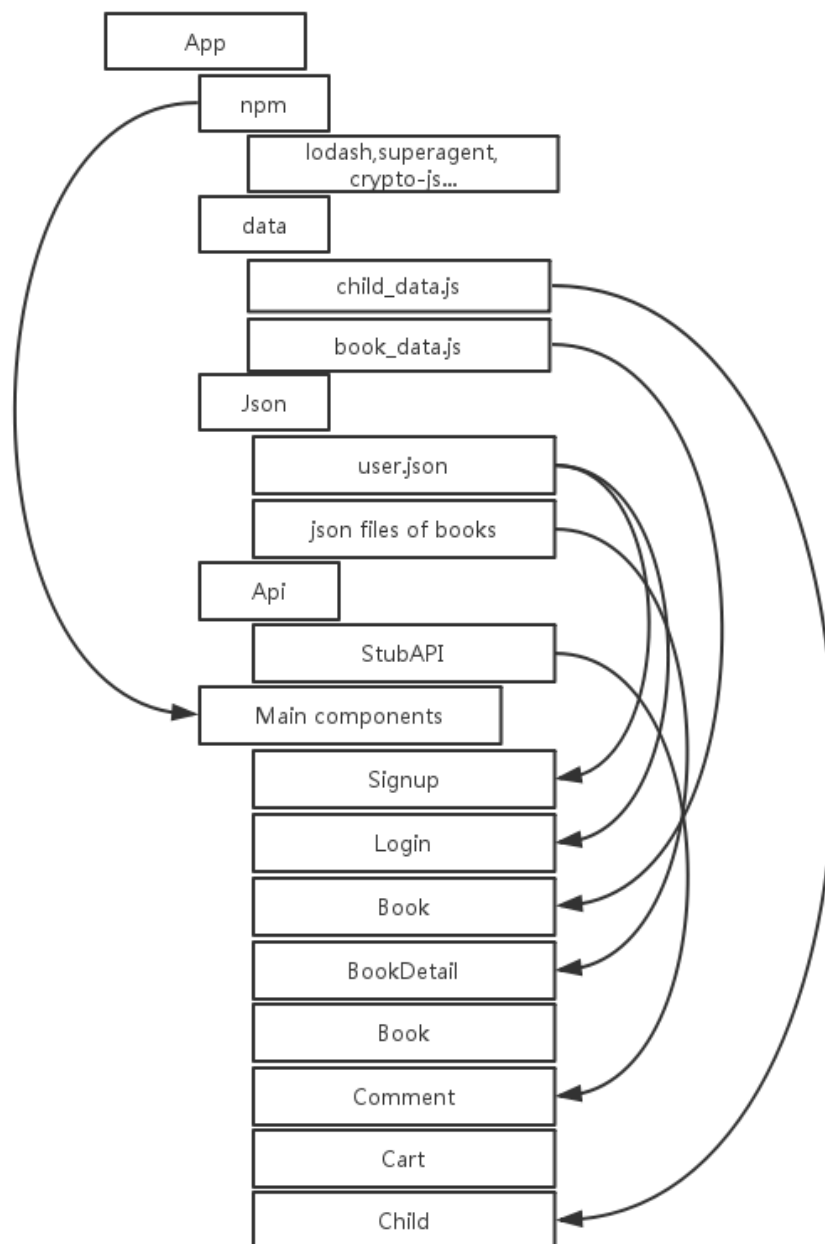 App
npm
lodash,superagent,
crypto-js...
data
child_data.js
book_data.js
Json
user.json
json files of books
Api
StubAPI
Main components
Signup
Login
Book
BookDetail
Book
Comment
Cart
Child